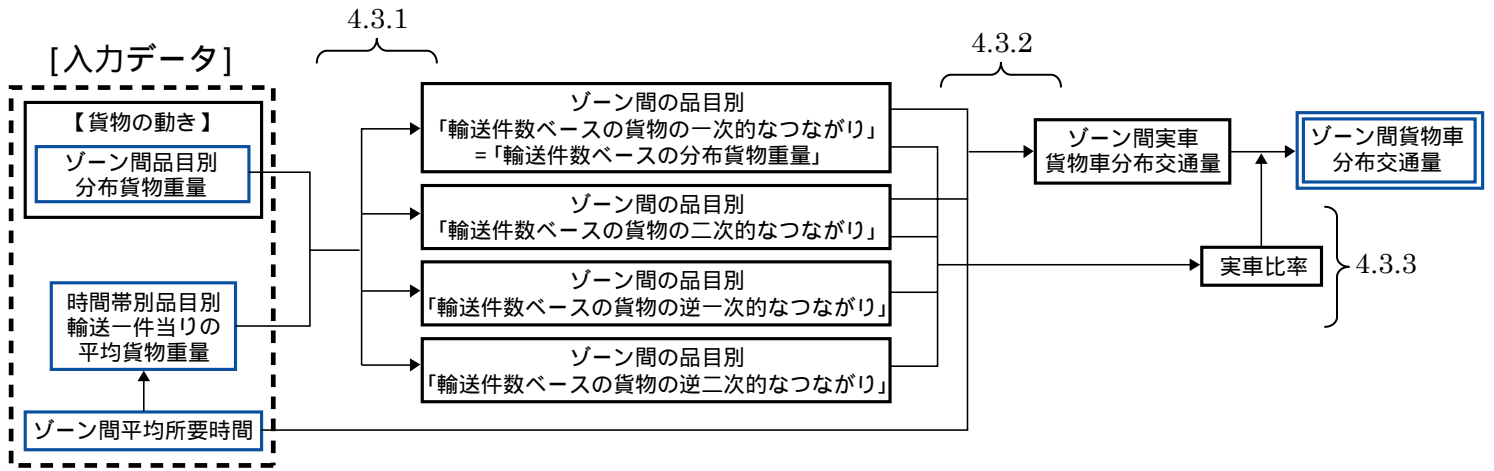 4.3.1
4.3.2
[入力データ]
【貨物の動き】
ゾーン間品目別
分布貨物重量
時間帯別品目別
輸送一件当りの
平均貨物重量
ゾーン間平均所要時間
ゾーン間の品目別
「輸送件数ベースの貨物の一次的なつながり」
=「輸送件数ベースの分布貨物重量」
ゾーン間の品目別
「輸送件数ベースの貨物の二次的なつながり」
ゾーン間の品目別
「輸送件数ベースの貨物の逆一次的なつながり」
ゾーン間の品目別
「輸送件数ベースの貨物の逆二次的なつながり」
ゾーン間実車
貨物車分布交通量
ゾーン間貨物車
分布交通量
実車比率
4.3.3